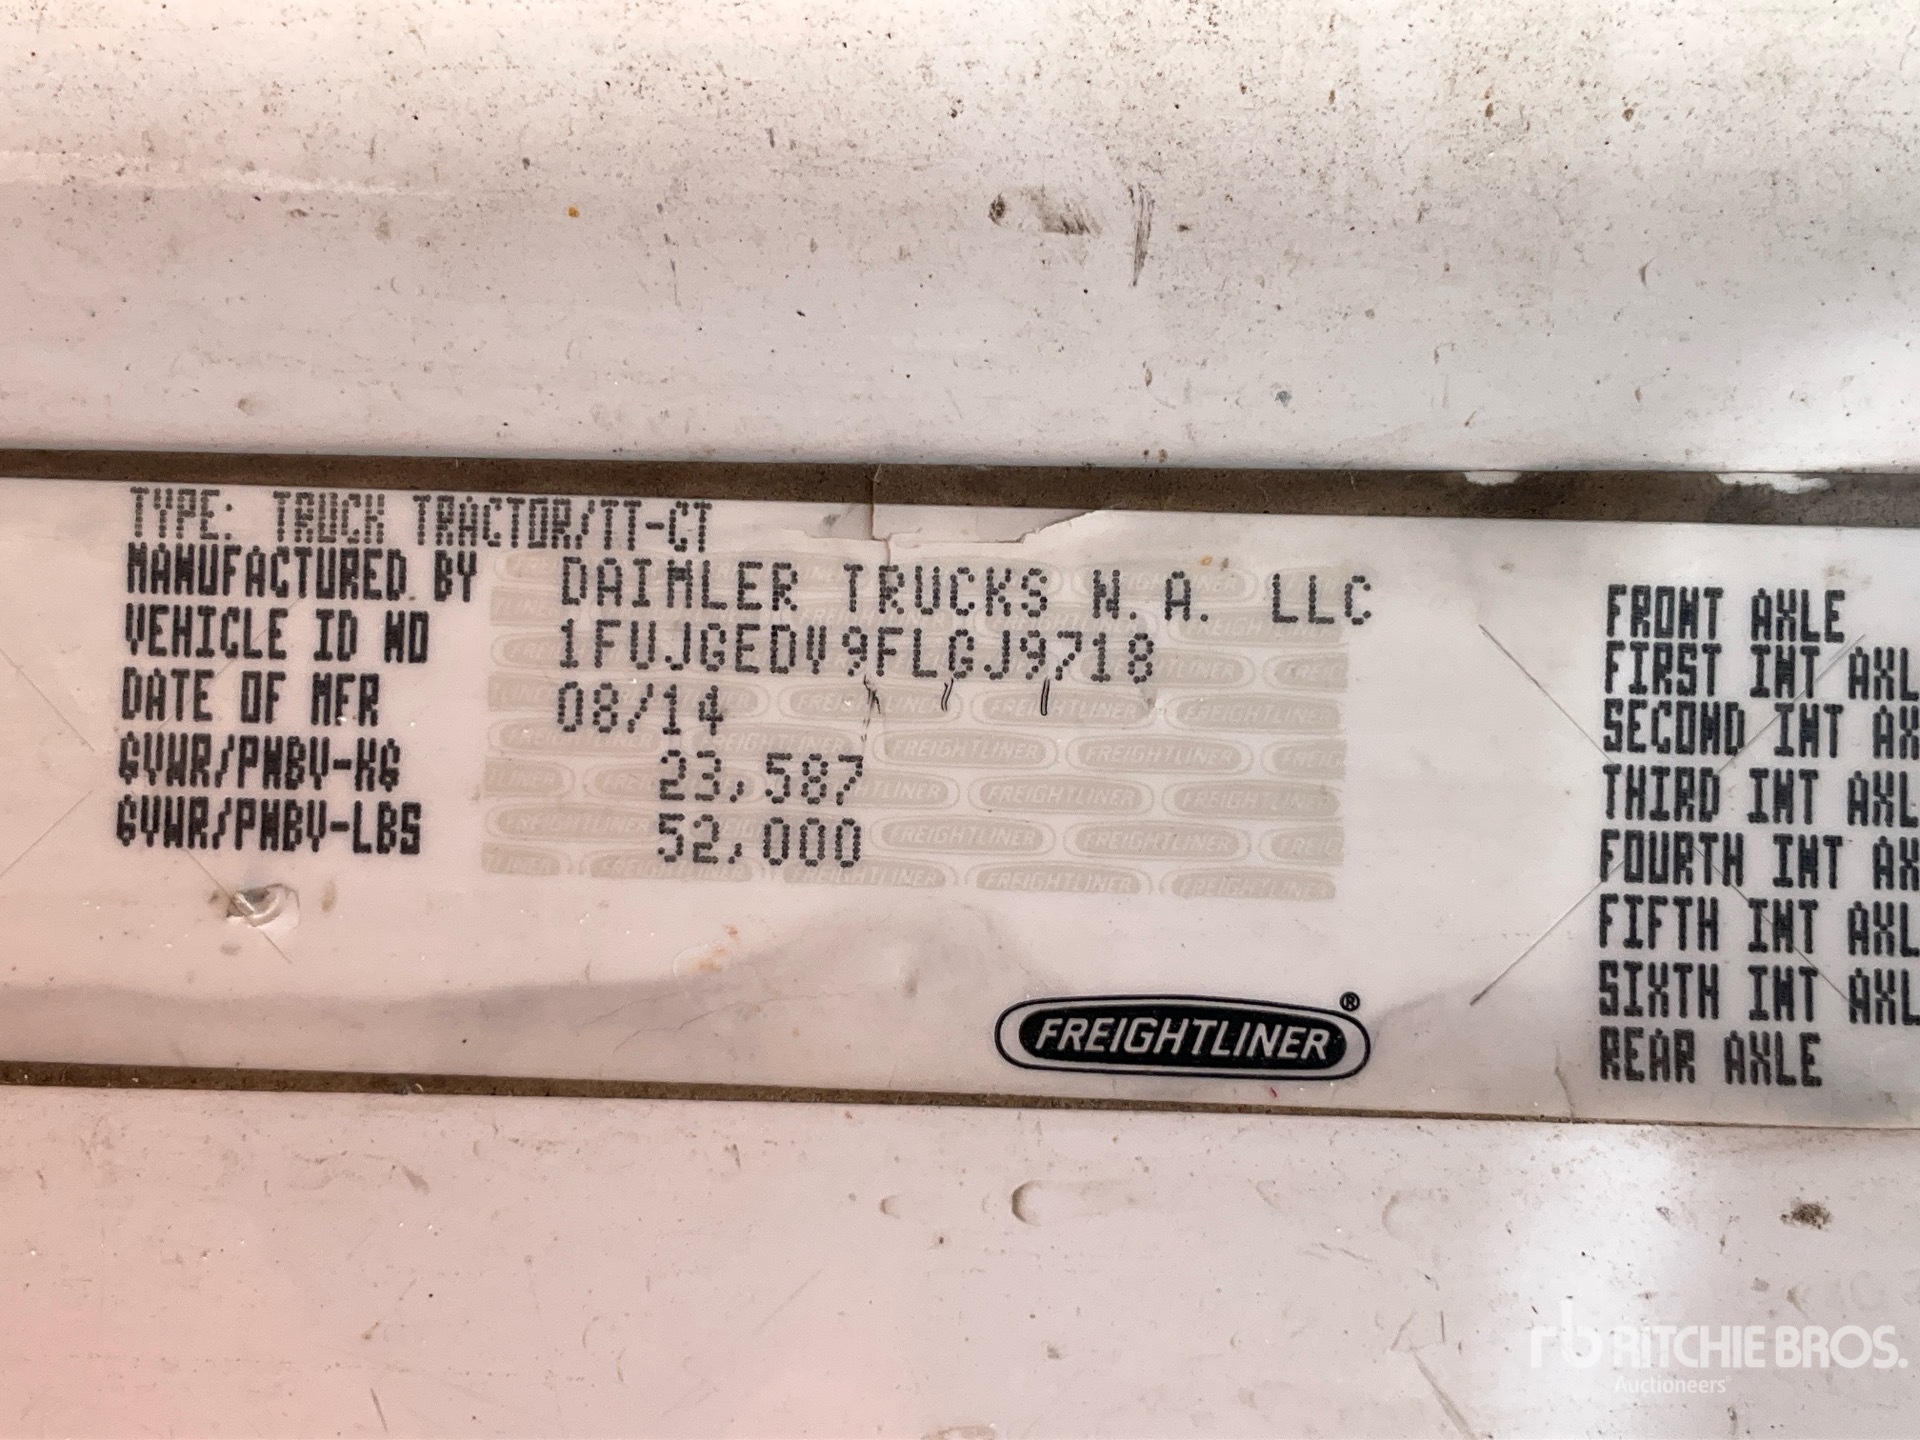 TYPE: TRUCK TRACTOR/TT-CT
MANUFACTURED BY DAIMLER TRUCKS N.A. LLC
VEHICLE ID NO 1FUJGEDV9FLGJ9718
DATE OF MFR 08/14
GVWR/PNBV-KG 23,587
GVWR/PNBV-LBS 52,000
FREIGHTLINER®
FRONT AXLE
FIRST INT AXL
SECOND INT AX
THIRD INT AXL
FOURTH INT AX
FIFTH INT AXL
SIXTH INT AXL
REAR AXLE
rb RITCHIE BROS.
Auctioneers